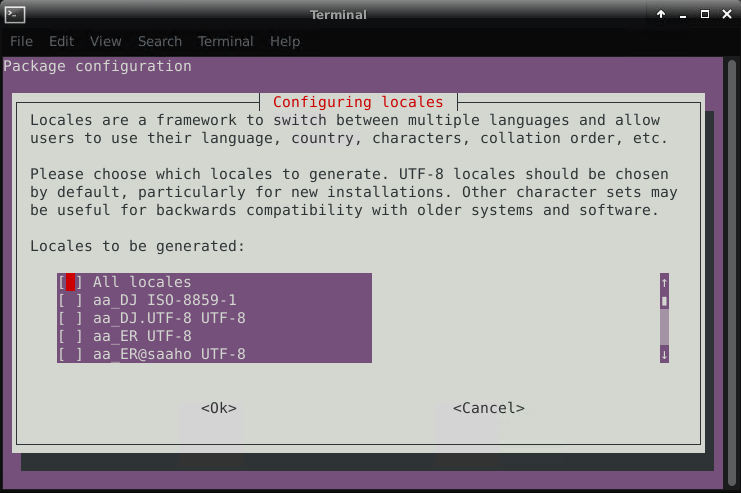 Terminal
File Edit View Search Terminal Help
Package configuration
Configuring locales
Locales are a framework to switch between multiple languages and allow
users to use their language, country, characters, collation order, etc.
Please choose which locales to generate. UTF-8 locales should be chosen
by default, particularly for new installations. Other character sets may
be useful for backwards compatibility with older systems and software.
Locales to be generated:
[ ] All locales
[ ] aa_DJ ISO-8859-1
[ ] aa_DJ.UTF-8 UTF-8
[ ] aa_ER UTF-8
[ ] aa_ER@saaho UTF-8
<Ok> <Cancel>